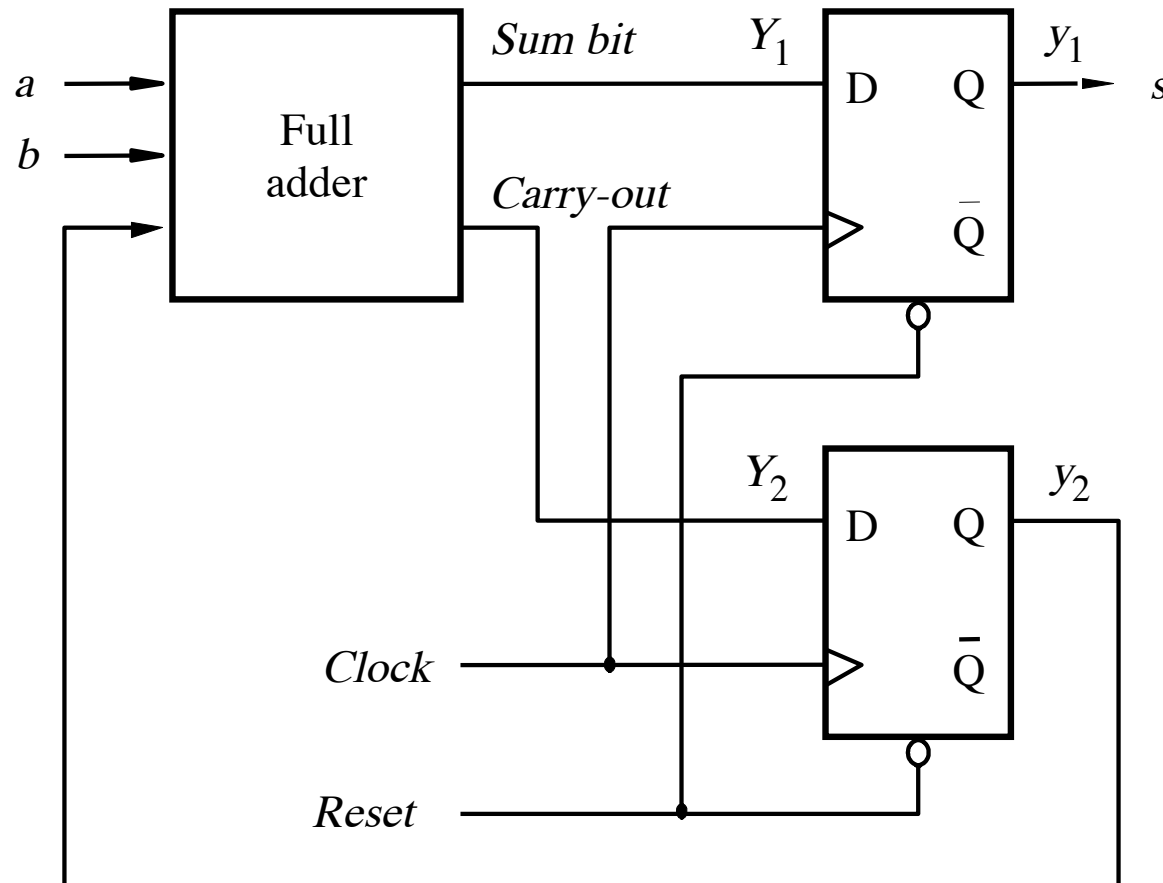 Sum bit
Y1
y1
a
D
Q
s
Full
adder
b
Carry-out
Q̅
Y2
y2
D
Q
Clock
Q̅
Reset